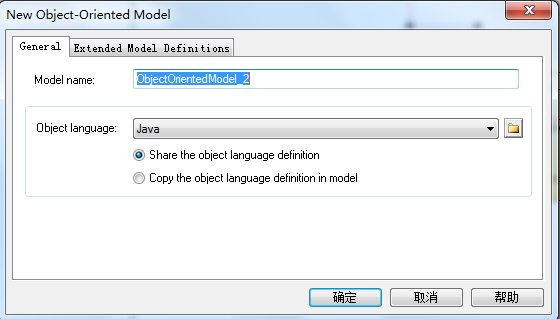 New Object-Oriented Model
General
Extended Model Definitions
Model name:
ObjectOrientedModel_2
Object language:
Java
Share the object language definition
Copy the object language definition in model
确定
取消
帮助